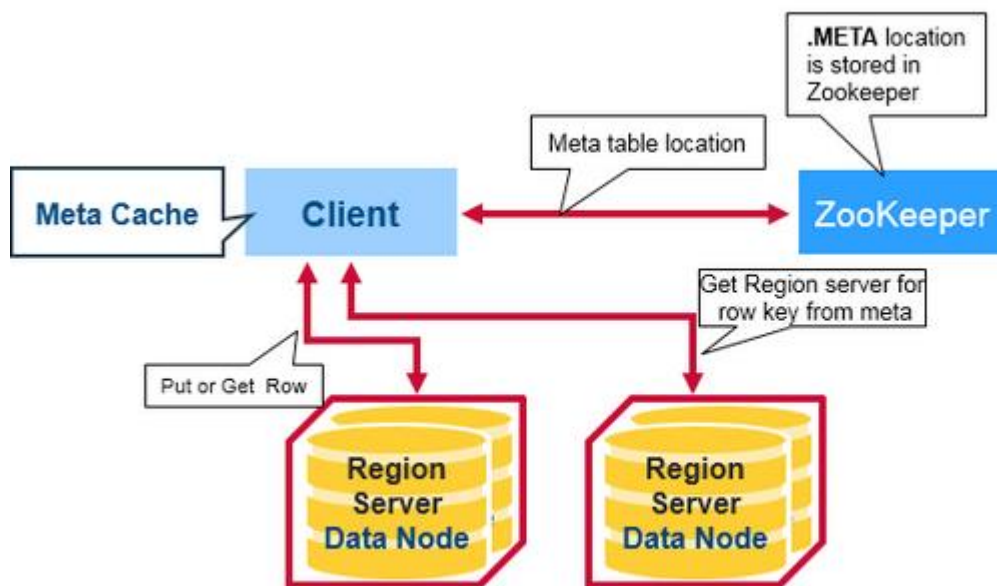 .META location
is stored in
Zookeeper
Meta table location
Meta Cache
Client
ZooKeeper
Get Region server for
row key from meta
Put or Get Row
Region
Server
Data Node
Region
Server
Data Node